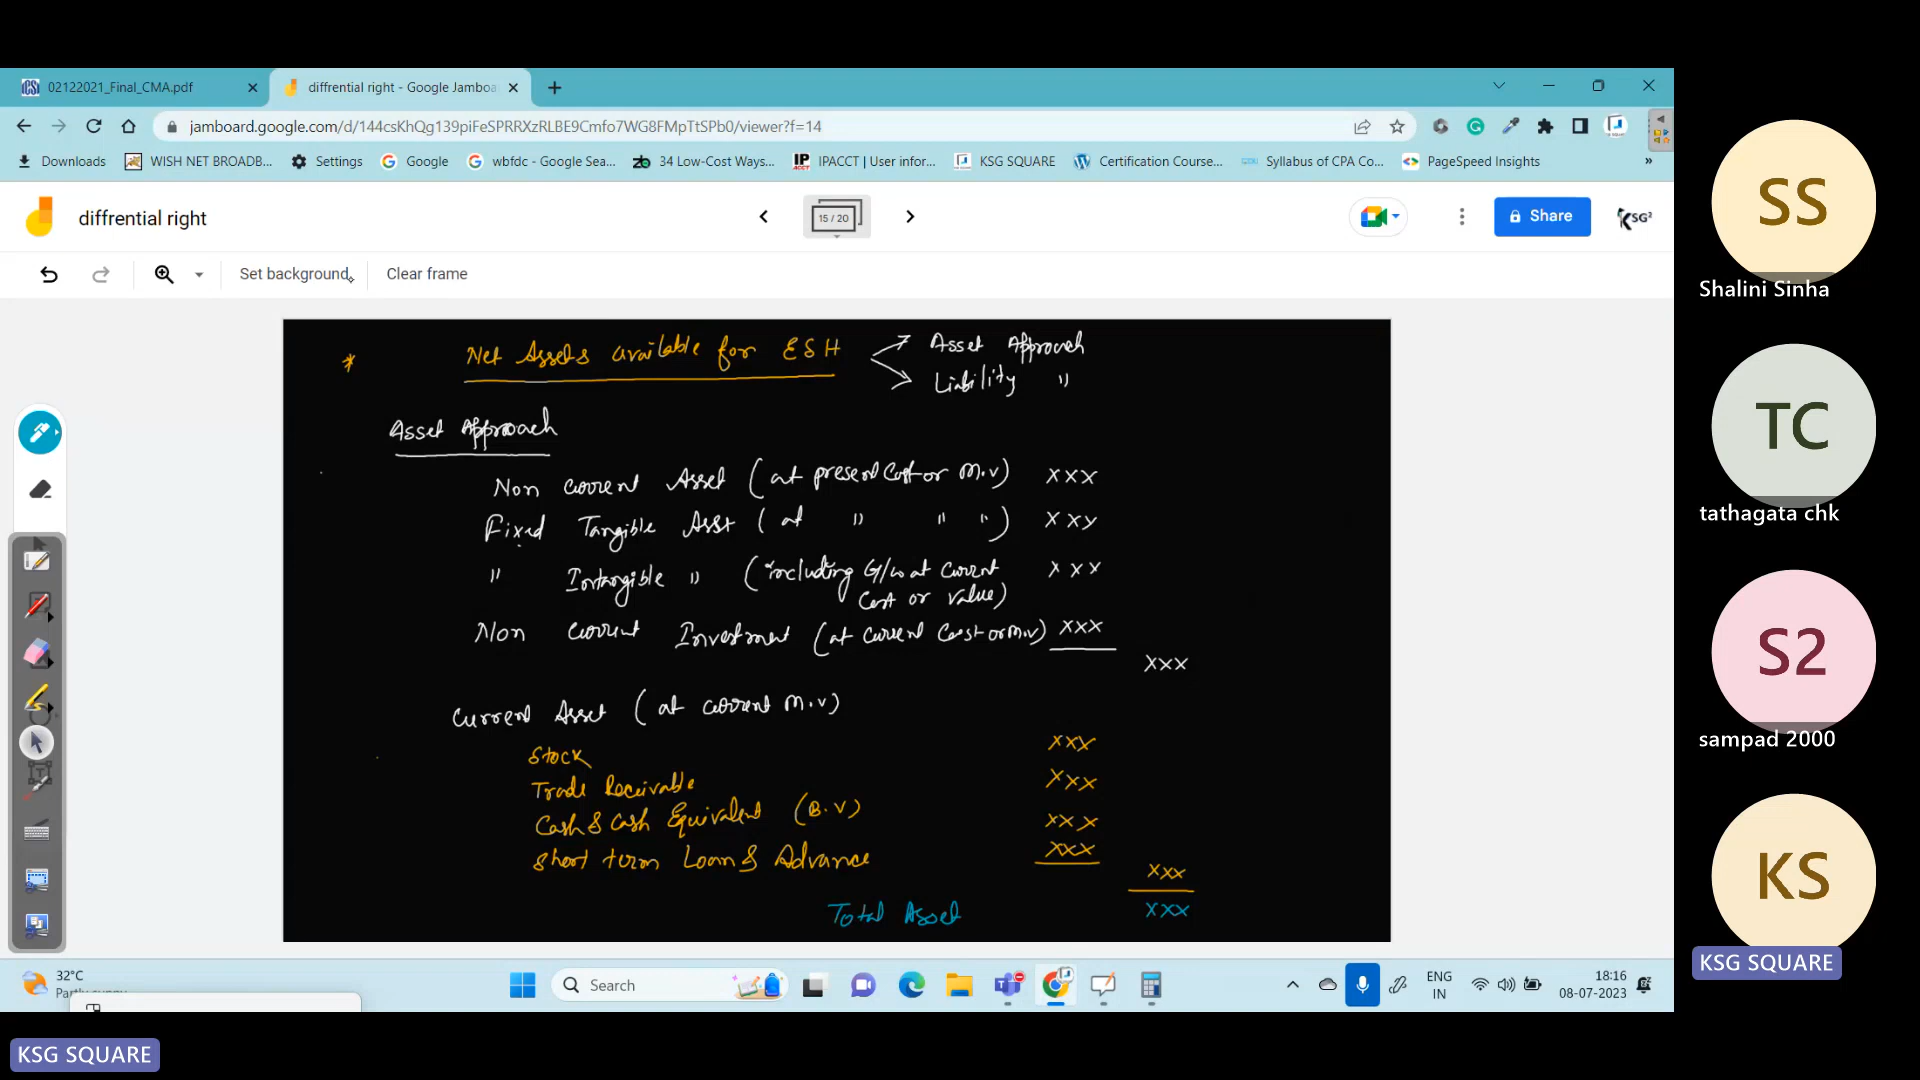 02122021_Final_CMA.pdf
diffrential right - Google Jamboa
jamboard.google.com/d/144csKhQg139piFeSPRRXzRLBE9Cmfo7WG8FMpTtSPb0/viewer?f=14
Downloads WISH NET BROADB... Settings Google wbfdc - Google Sea... 34 Low-Cost Ways... IPACCT | User infor... KSG SQUARE Certification Course... Syllabus of CPA Co... PageSpeed Insights »
diffrential right
15 / 20
Share
KSG²
Set background
Clear frame
* Net Assets available for ESH
Asset Approach
Liability "
Asset Approach
Non Current Asset (at present Cost or M.V) XXX
Fixed Tangible Asst (at " " ") XXY
" Intangible " (including G/w at Current XXX
Cost or Value)
Non Current Investment (at current Cost or M.V) XXX
XXX
Current Asset (at current M.V)
Stock XXX
Trade Receivable XXX
Cash & Cash Equivalent (B.V) XXX
Short term Loan & Advance XXX
XXX
Total Asset XXX
SS
Shalini Sinha
TC
tathagata chk
S2
sampad 2000
KS
KSG SQUARE
32°C
Partly sunny
Search
ENG
IN
18:16
08-07-2023
KSG SQUARE